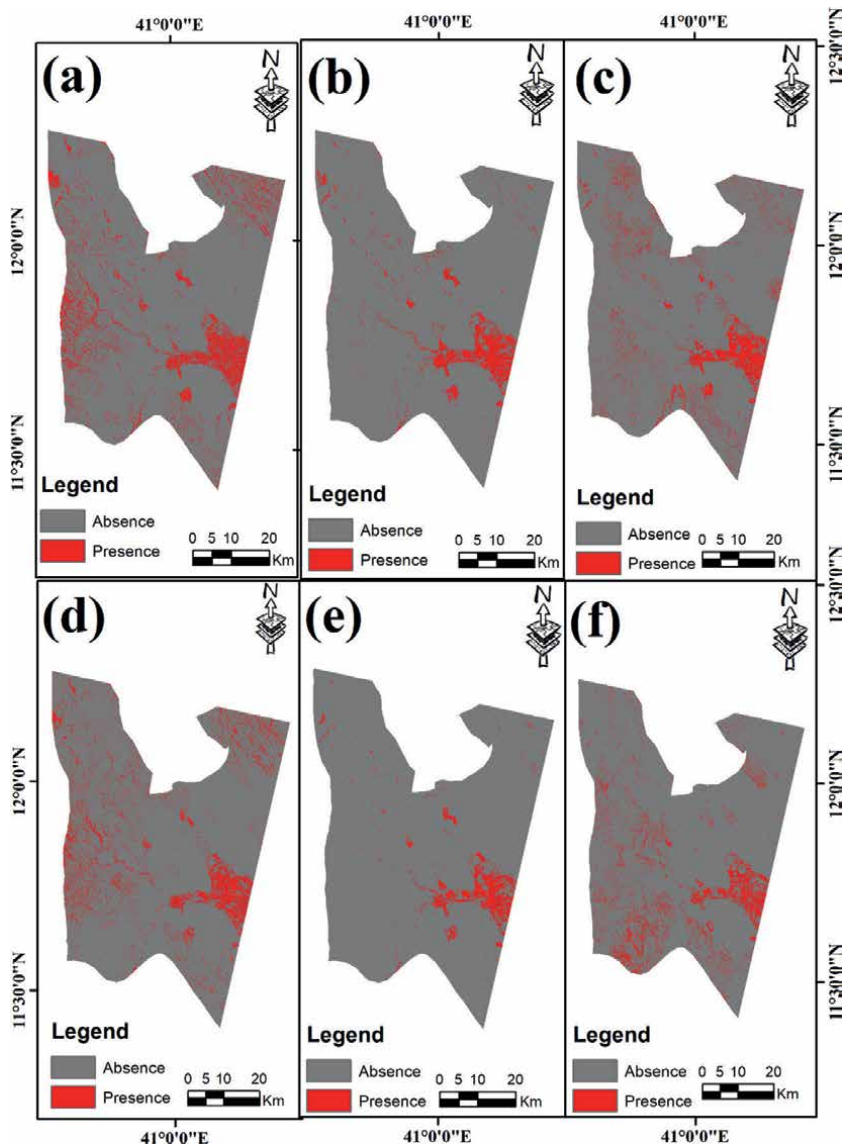 41°0'0"E 41°0'0"E 41°0'0"E
12°30'0"N
(a) N
(b) N
(c) N
12°0'0"N
12°0'0"N
11°30'0"N
11°30'0"N
Legend
Absence
Presence
0 5 10 20
Km
Legend
Absence
Presence
0 5 10 20
Km
Legend
Absence
Presence
0 5 10 20
Km
12°30'0"N
(d) N
(e) N
(f) N
12°0'0"N
12°0'0"N
11°30'0"N
11°30'0"N
Legend
Absence
Presence
0 5 10 20
Km
Legend
Absence
Presence
0 5 10 20
Km
Legend
Absence
Presence
0 5 10 20
Km
41°0'0"E 41°0'0"E 41°0'0"E